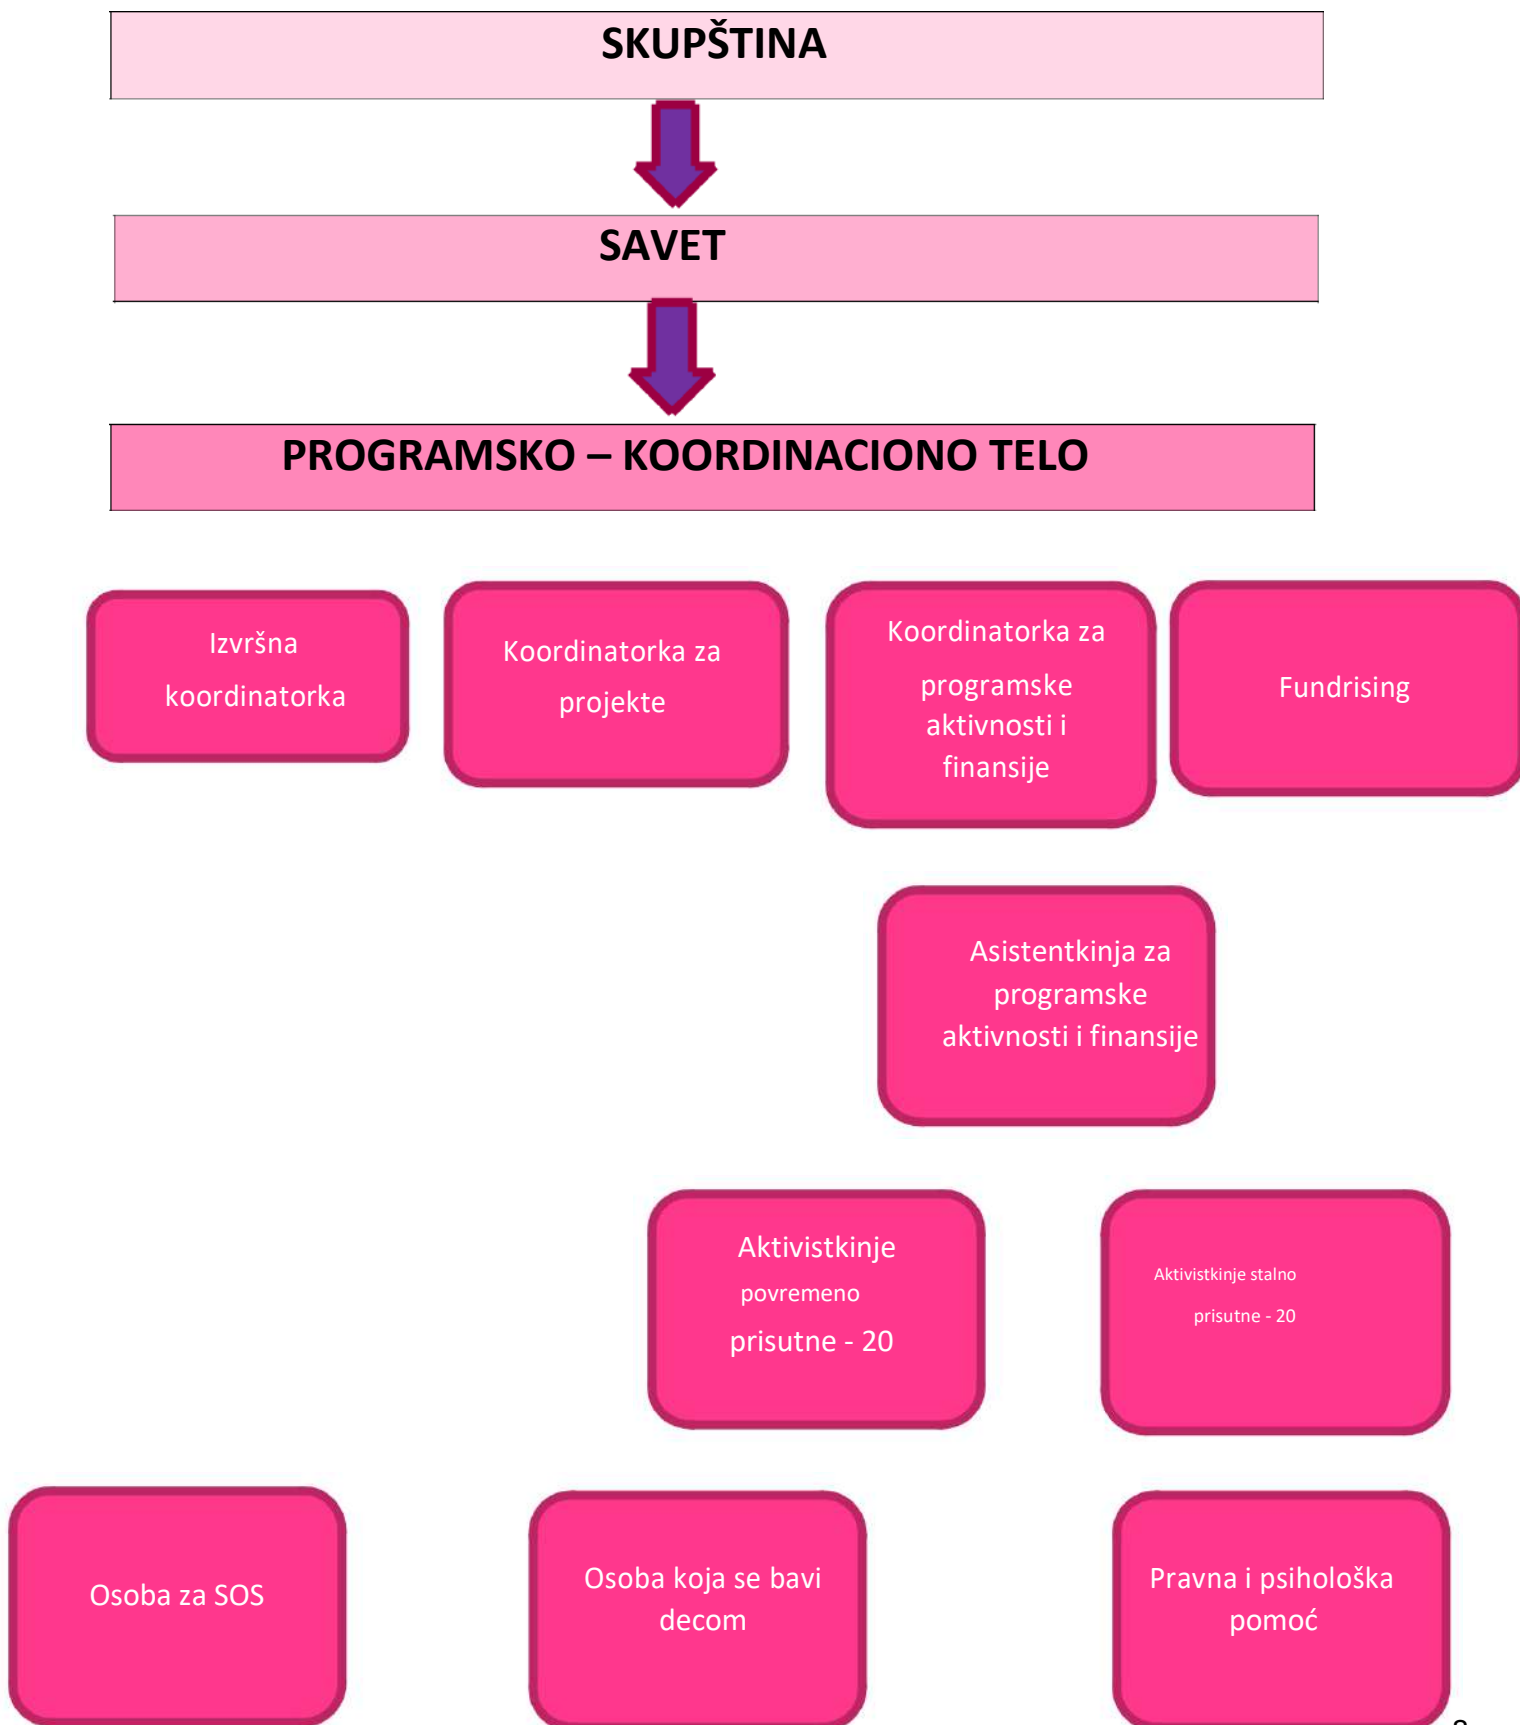 SKUPŠTINA
SAVET
PROGRAMSKO – KOORDINACIONO TELO
Izvršna
koordinatorka
Koordinatorka za
projekte
Koordinatorka za
programske
aktivnosti i
finansije
Fundrising
Asistentkinja za
programske
aktivnosti i finansije
Aktivistkinje
povremeno
prisutne - 20
Aktivistkinje stalno
prisutne - 20
Osoba za SOS
Osoba koja se bavi
decom
Pravna i psihološka
pomoć